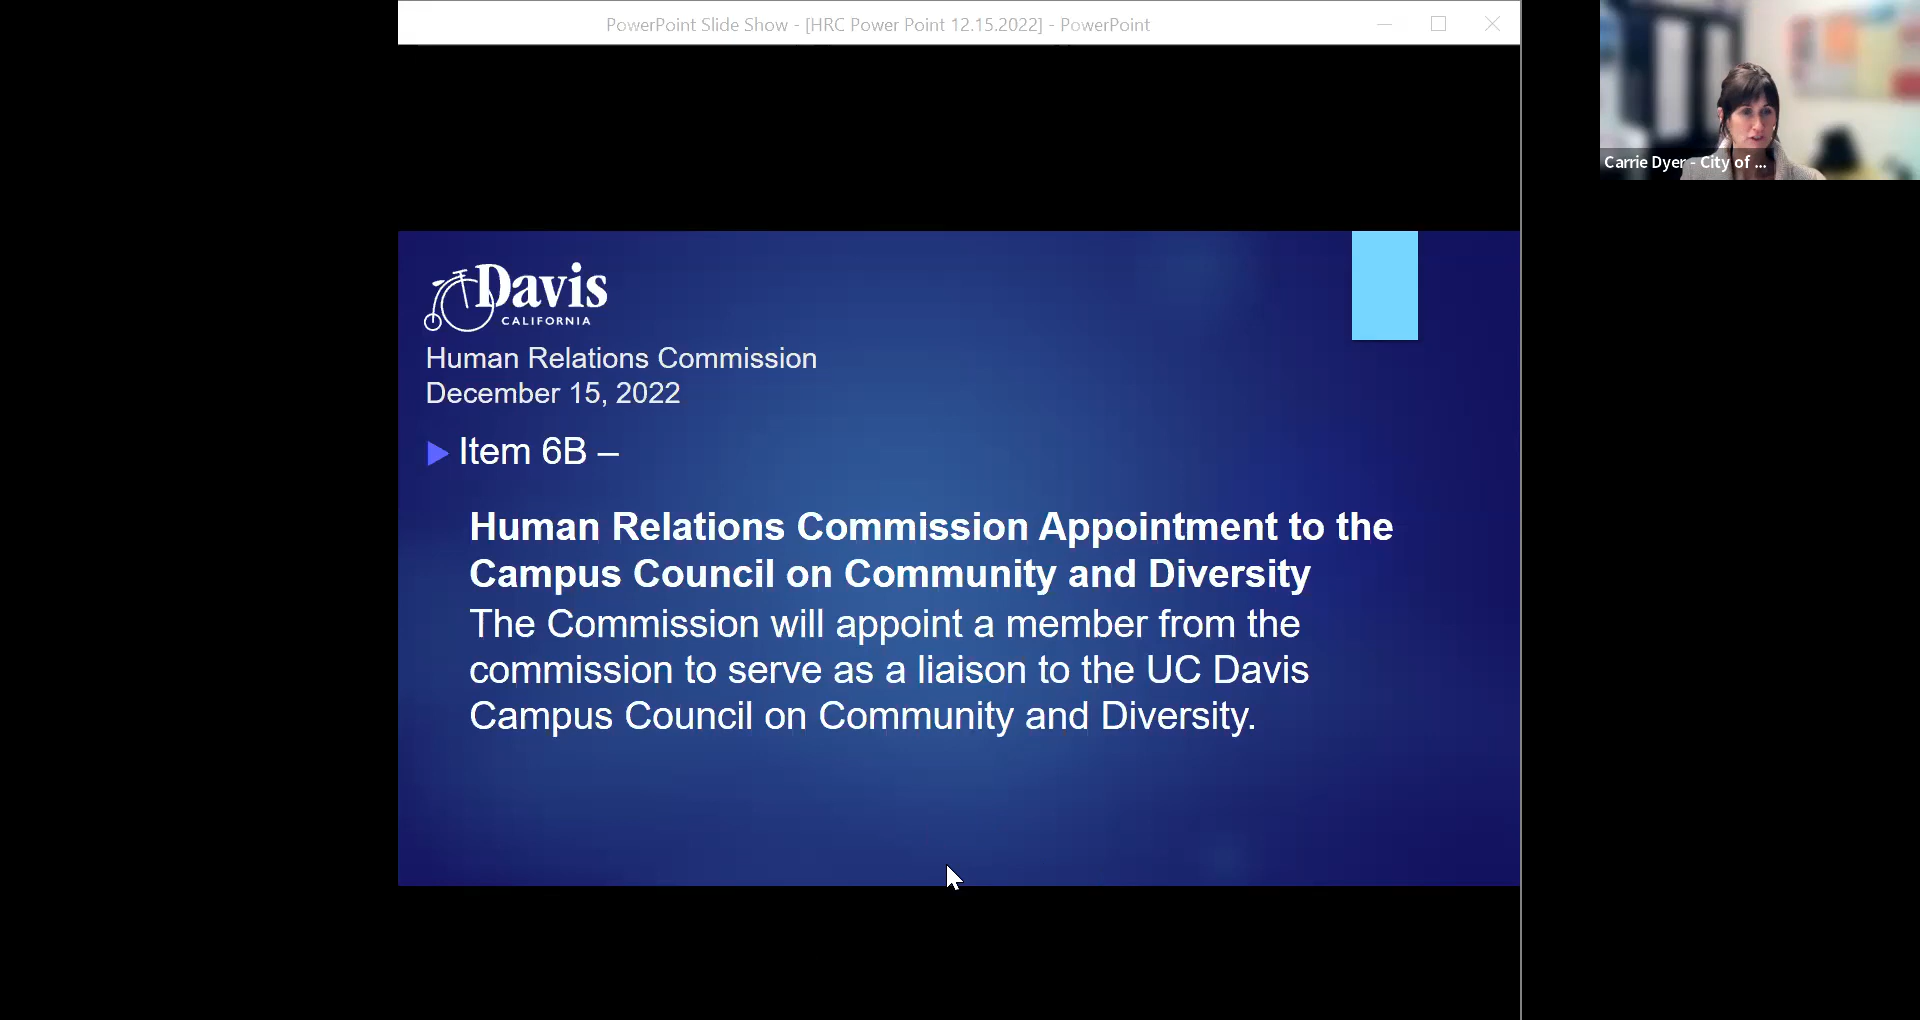 PowerPoint Slide Show - [HRC Power Point 12.15.2022] - PowerPoint
Carrie Dyer - City of ...
Davis
CALIFORNIA
Human Relations Commission
December 15, 2022
Item 6B –
Human Relations Commission Appointment to the
Campus Council on Community and Diversity
The Commission will appoint a member from the
commission to serve as a liaison to the UC Davis
Campus Council on Community and Diversity.